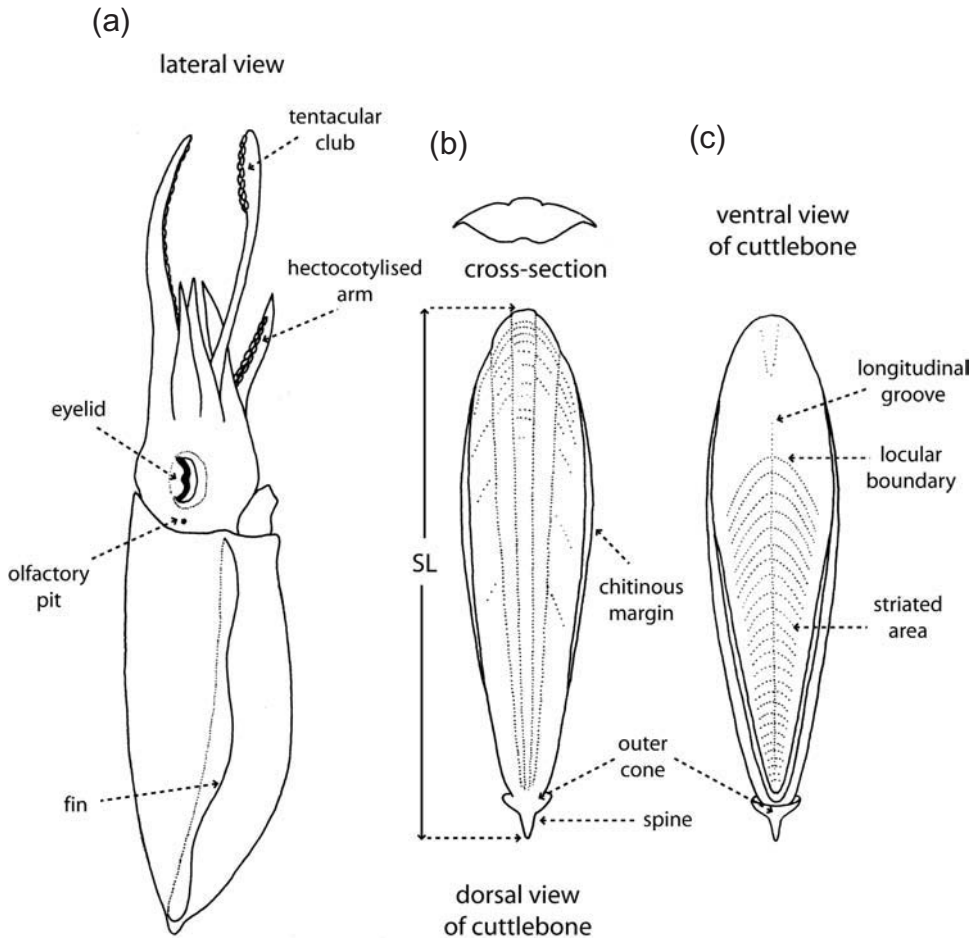 (a)
lateral view
tentacular
club
hectocotylised
arm
eyelid
olfactory
pit
fin
(b)
cross-section
SL
chitinous
margin
outer
cone
spine
dorsal view
of cuttlebone
(c)
ventral view
of cuttlebone
longitudinal
groove
locular
boundary
striated
area